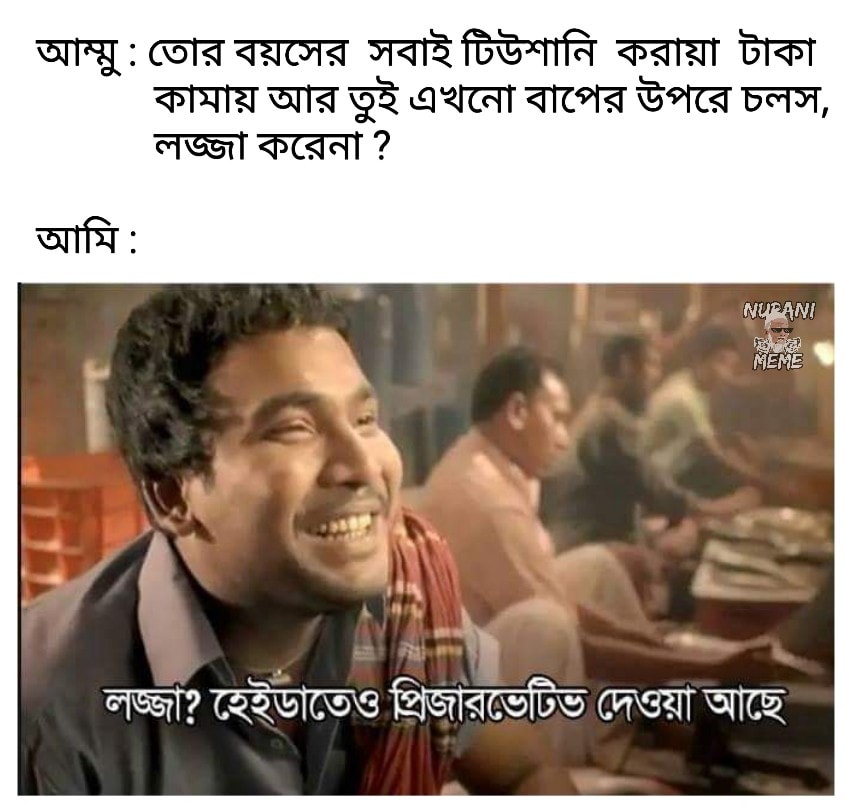 আম্মু : তোর বয়সের সবাই টিউশানি করায়া টাকা
কামায় আর তুই এখনো বাপের উপরে চলস,
লজ্জা করেনা ?
আমি :
NURANI
MEME
লজ্জা? হেইডাতেও প্রিজারভেটিভ দেওয়া আছে